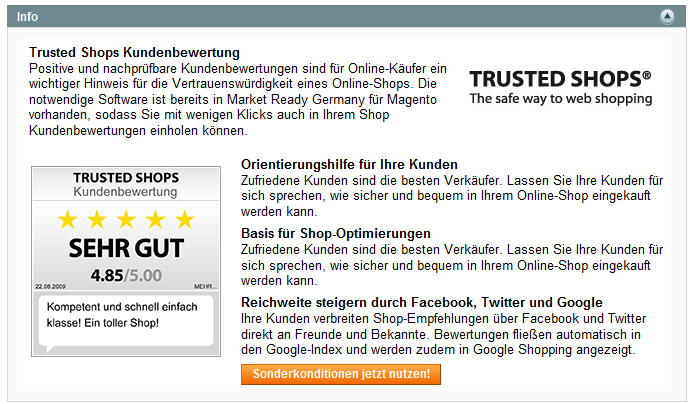 Info
Trusted Shops Kundenbewertung
Positive und nachprüfbare Kundenbewertungen sind für Online-Käufer ein
wichtiger Hinweis für die Vertrauenswürdigkeit eines Online-Shops. Die
notwendige Software ist bereits in Market Ready Germany für Magento
vorhanden, sodass Sie mit wenigen Klicks auch in Ihrem Shop
Kundenbewertungen einholen können.
TRUSTED SHOPS®
The safe way to web shopping
TRUSTED SHOPS
Kundenbewertung
SEHR GUT
4.85/5.00
22.08.2009 MEHR...
Kompetent und schnell einfach
klasse! Ein toller Shop!
Orientierungshilfe für Ihre Kunden
Zufriedene Kunden sind die besten Verkäufer. Lassen Sie Ihre Kunden für
sich sprechen, wie sicher und bequem in Ihrem Online-Shop eingekauft
werden kann.
Basis für Shop-Optimierungen
Zufriedene Kunden sind die besten Verkäufer. Lassen Sie Ihre Kunden für
sich sprechen, wie sicher und bequem in Ihrem Online-Shop eingekauft
werden kann.
Reichweite steigern durch Facebook, Twitter und Google
Ihre Kunden verbreiten Shop-Empfehlungen über Facebook und Twitter
direkt an Freunde und Bekannte. Bewertungen fließen automatisch in
den Google-Index und werden zudem in Google Shopping angezeigt.
Sonderkonditionen jetzt nutzen!